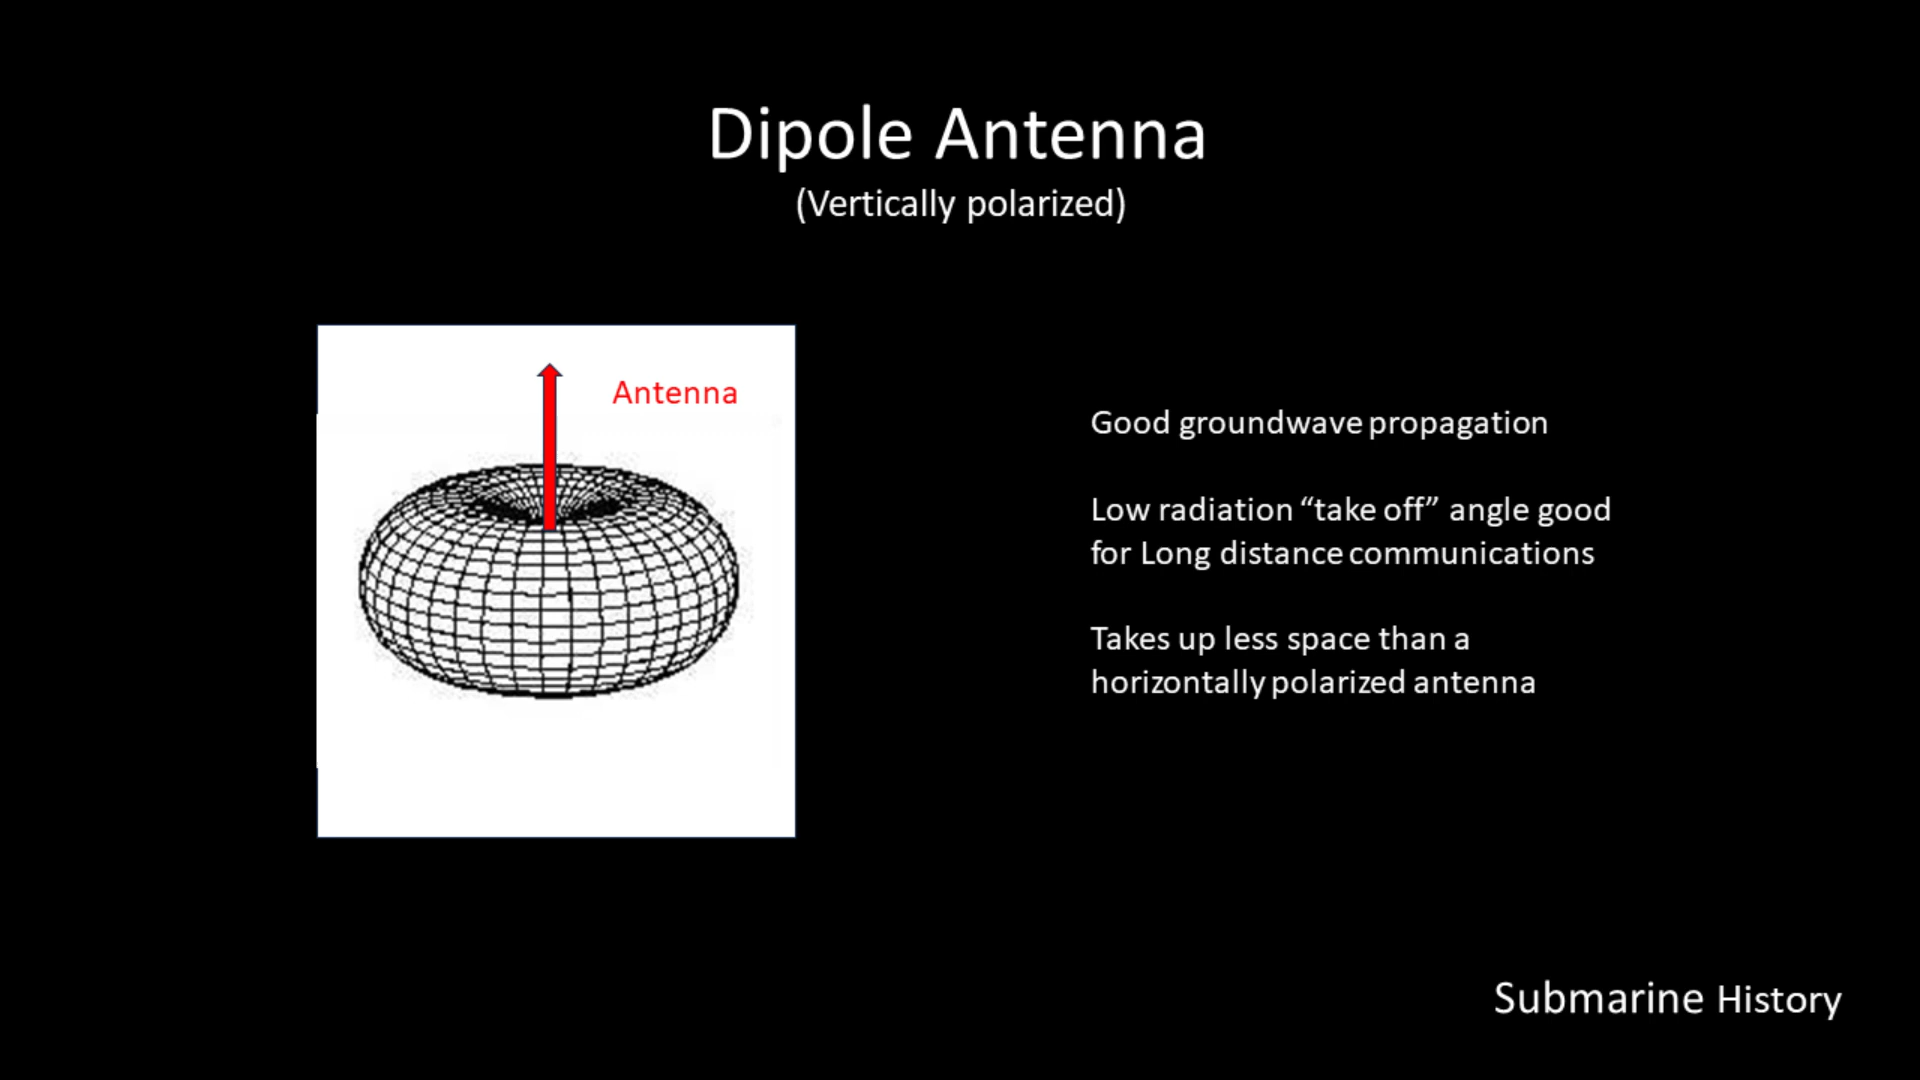 Dipole Antenna
(Vertically polarized)
Antenna
Good groundwave propagation
Low radiation “take off” angle good
for Long distance communications
Takes up less space than a
horizontally polarized antenna
Submarine History